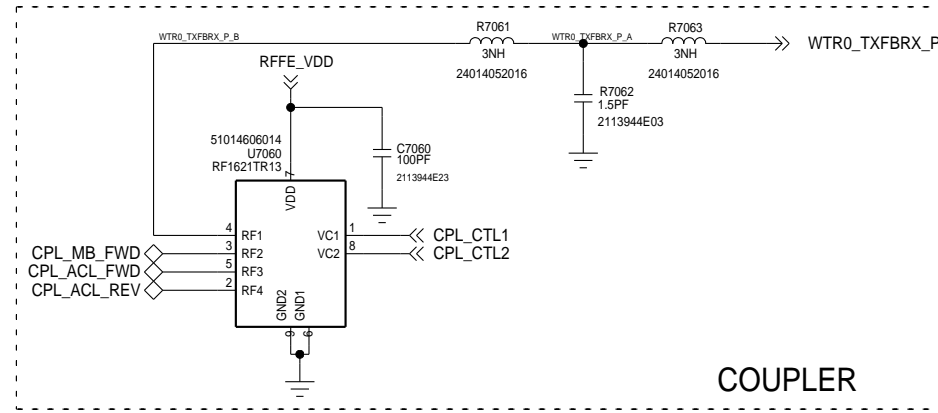 R7061
3NH
24014052016
WTR0_TXFBRX_P_B
WTR0_TXFBRX_P_A
R7063
3NH
24014052016
WTR0_TXFBRX_P
RFFE_VDD
R7062
1.5PF
2113944E03
51014606014
U7060
RF1621TR13
C7060
100PF
2113944E23
7
VDD
4 RF1
3 RF2
5 RF3
2 RF4
VC1 1
VC2 8
CPL_MB_FWD
CPL_ACL_FWD
CPL_ACL_REV
CPL_CTL1
CPL_CTL2
GND2
GND1
9
6
COUPLER